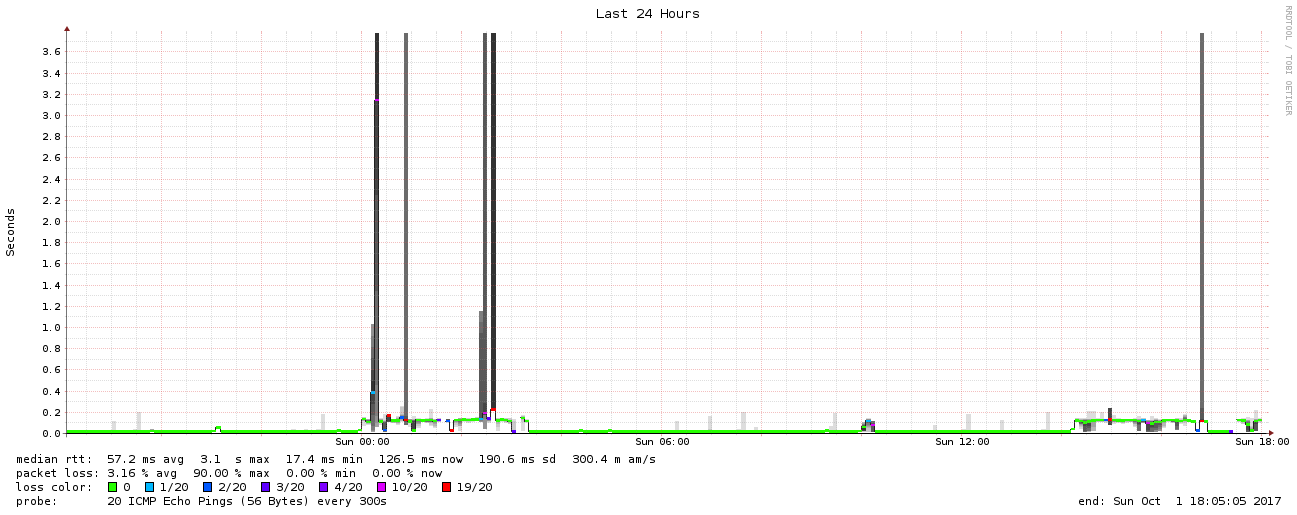 Last 24 Hours
RRDTOOL / TOBI OETIKER
Seconds
3.6
3.4
3.2
3.0
2.8
2.6
2.4
2.2
2.0
1.8
1.6
1.4
1.2
1.0
0.8
0.6
0.4
0.2
0.0
Sun 00:00 Sun 06:00 Sun 12:00 Sun 18:00
median rtt: 57.2 ms avg 3.1 s max 17.4 ms min 126.5 ms now 190.6 ms sd 300.4 m am/s
packet loss: 3.16 % avg 90.00 % max 0.00 % min 0.00 % now
loss color: 0 1/20 2/20 3/20 4/20 10/20 19/20
probe: 20 ICMP Echo Pings (56 Bytes) every 300s end: Sun Oct 1 18:05:05 2017